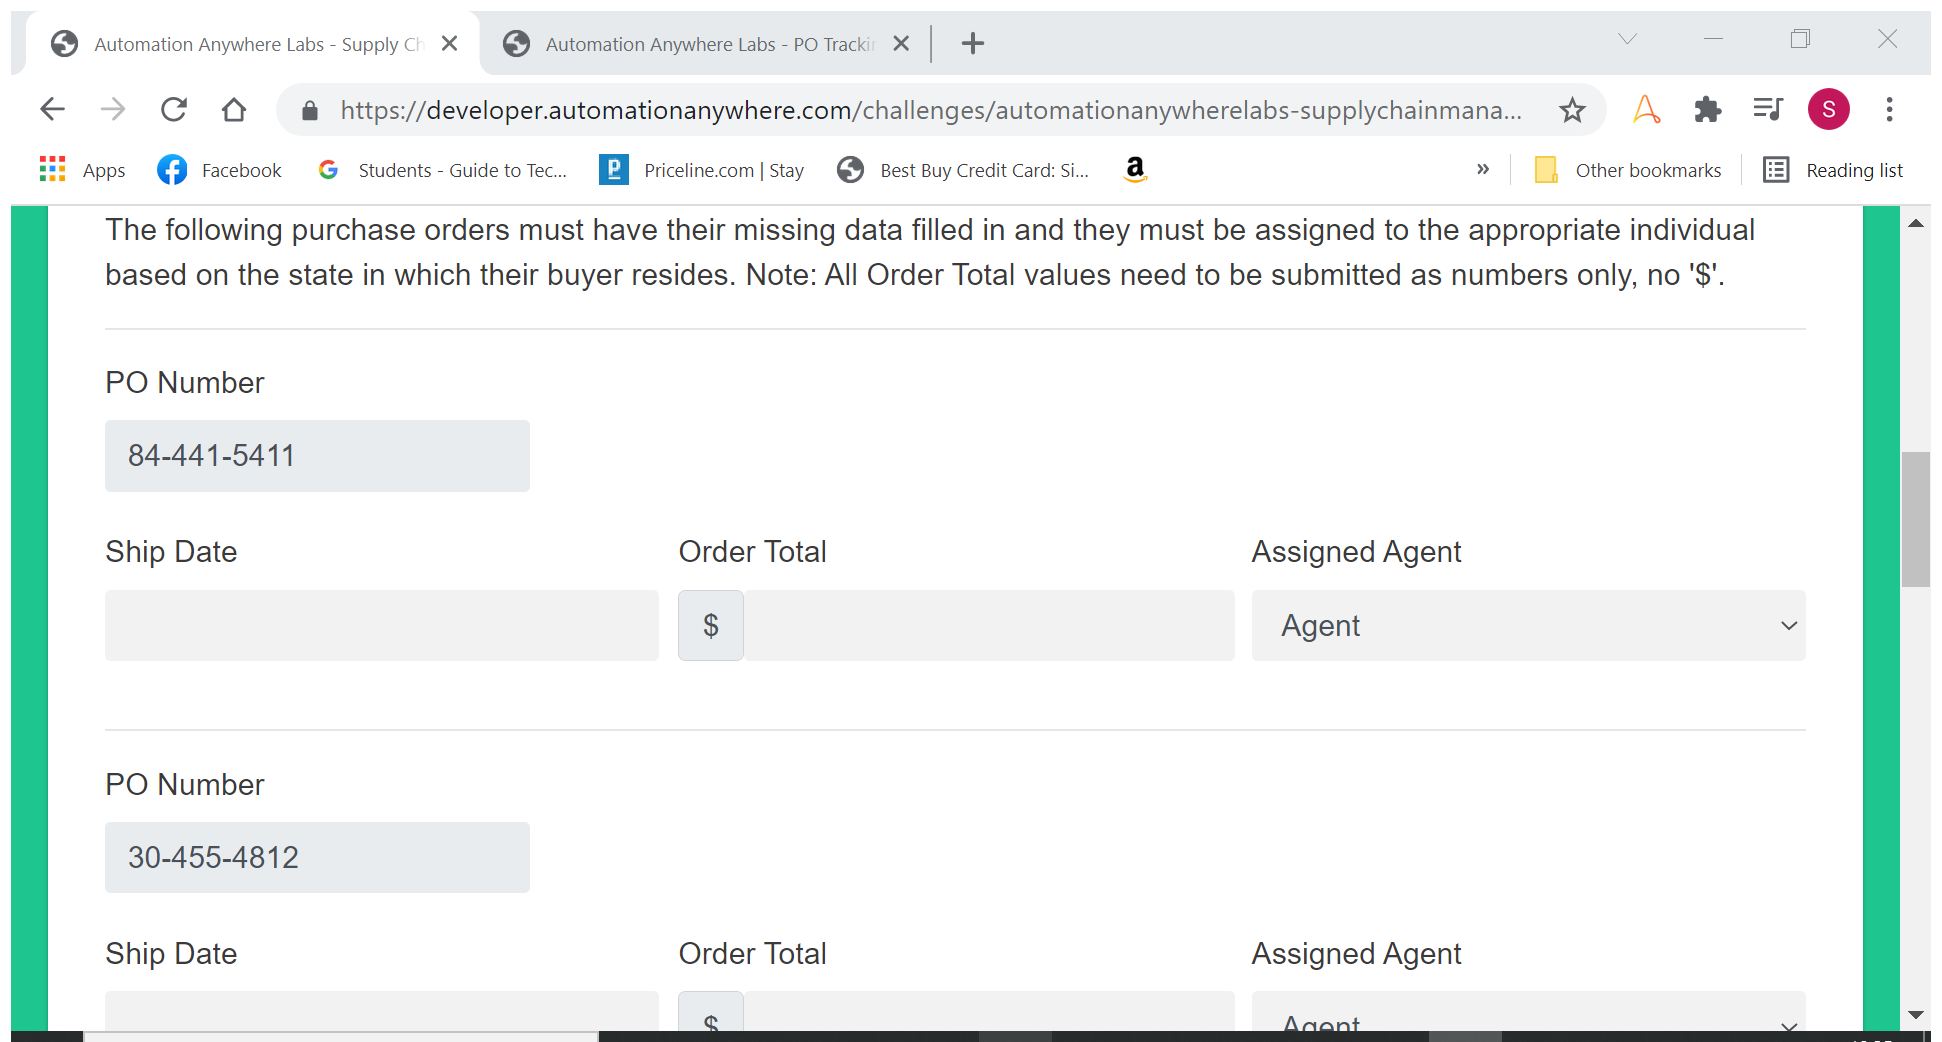 Automation Anywhere Labs - Supply Ch
Automation Anywhere Labs - PO Trackin
https://developer.automationanywhere.com/challenges/automationanywherelabs-supplychainmana...
S
Apps
Facebook
Students - Guide to Tec...
Priceline.com | Stay
Best Buy Credit Card: Si...
»
Other bookmarks
Reading list
The following purchase orders must have their missing data filled in and they must be assigned to the appropriate individual
based on the state in which their buyer resides. Note: All Order Total values need to be submitted as numbers only, no '$'.
PO Number
84-441-5411
Ship Date
Order Total
Assigned Agent
$
Agent
PO Number
30-455-4812
Ship Date
Order Total
Assigned Agent
$
Agent